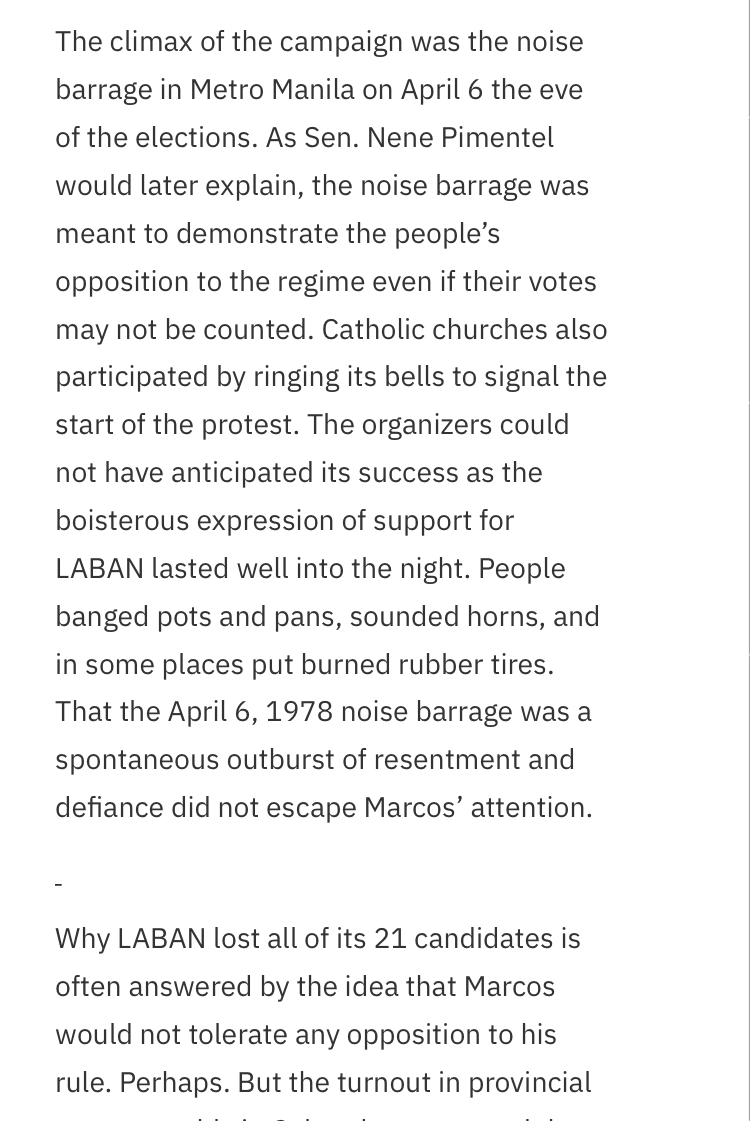 The climax of the campaign was the noise
barrage in Metro Manila on April 6 the eve
of the elections. As Sen. Nene Pimentel
would later explain, the noise barrage was
meant to demonstrate the people’s
opposition to the regime even if their votes
may not be counted. Catholic churches also
participated by ringing its bells to signal the
start of the protest. The organizers could
not have anticipated its success as the
boisterous expression of support for
LABAN lasted well into the night. People
banged pots and pans, sounded horns, and
in some places put burned rubber tires.
That the April 6, 1978 noise barrage was a
spontaneous outburst of resentment and
defiance did not escape Marcos’ attention.
-
Why LABAN lost all of its 21 candidates is
often answered by the idea that Marcos
would not tolerate any opposition to his
rule. Perhaps. But the turnout in provincial